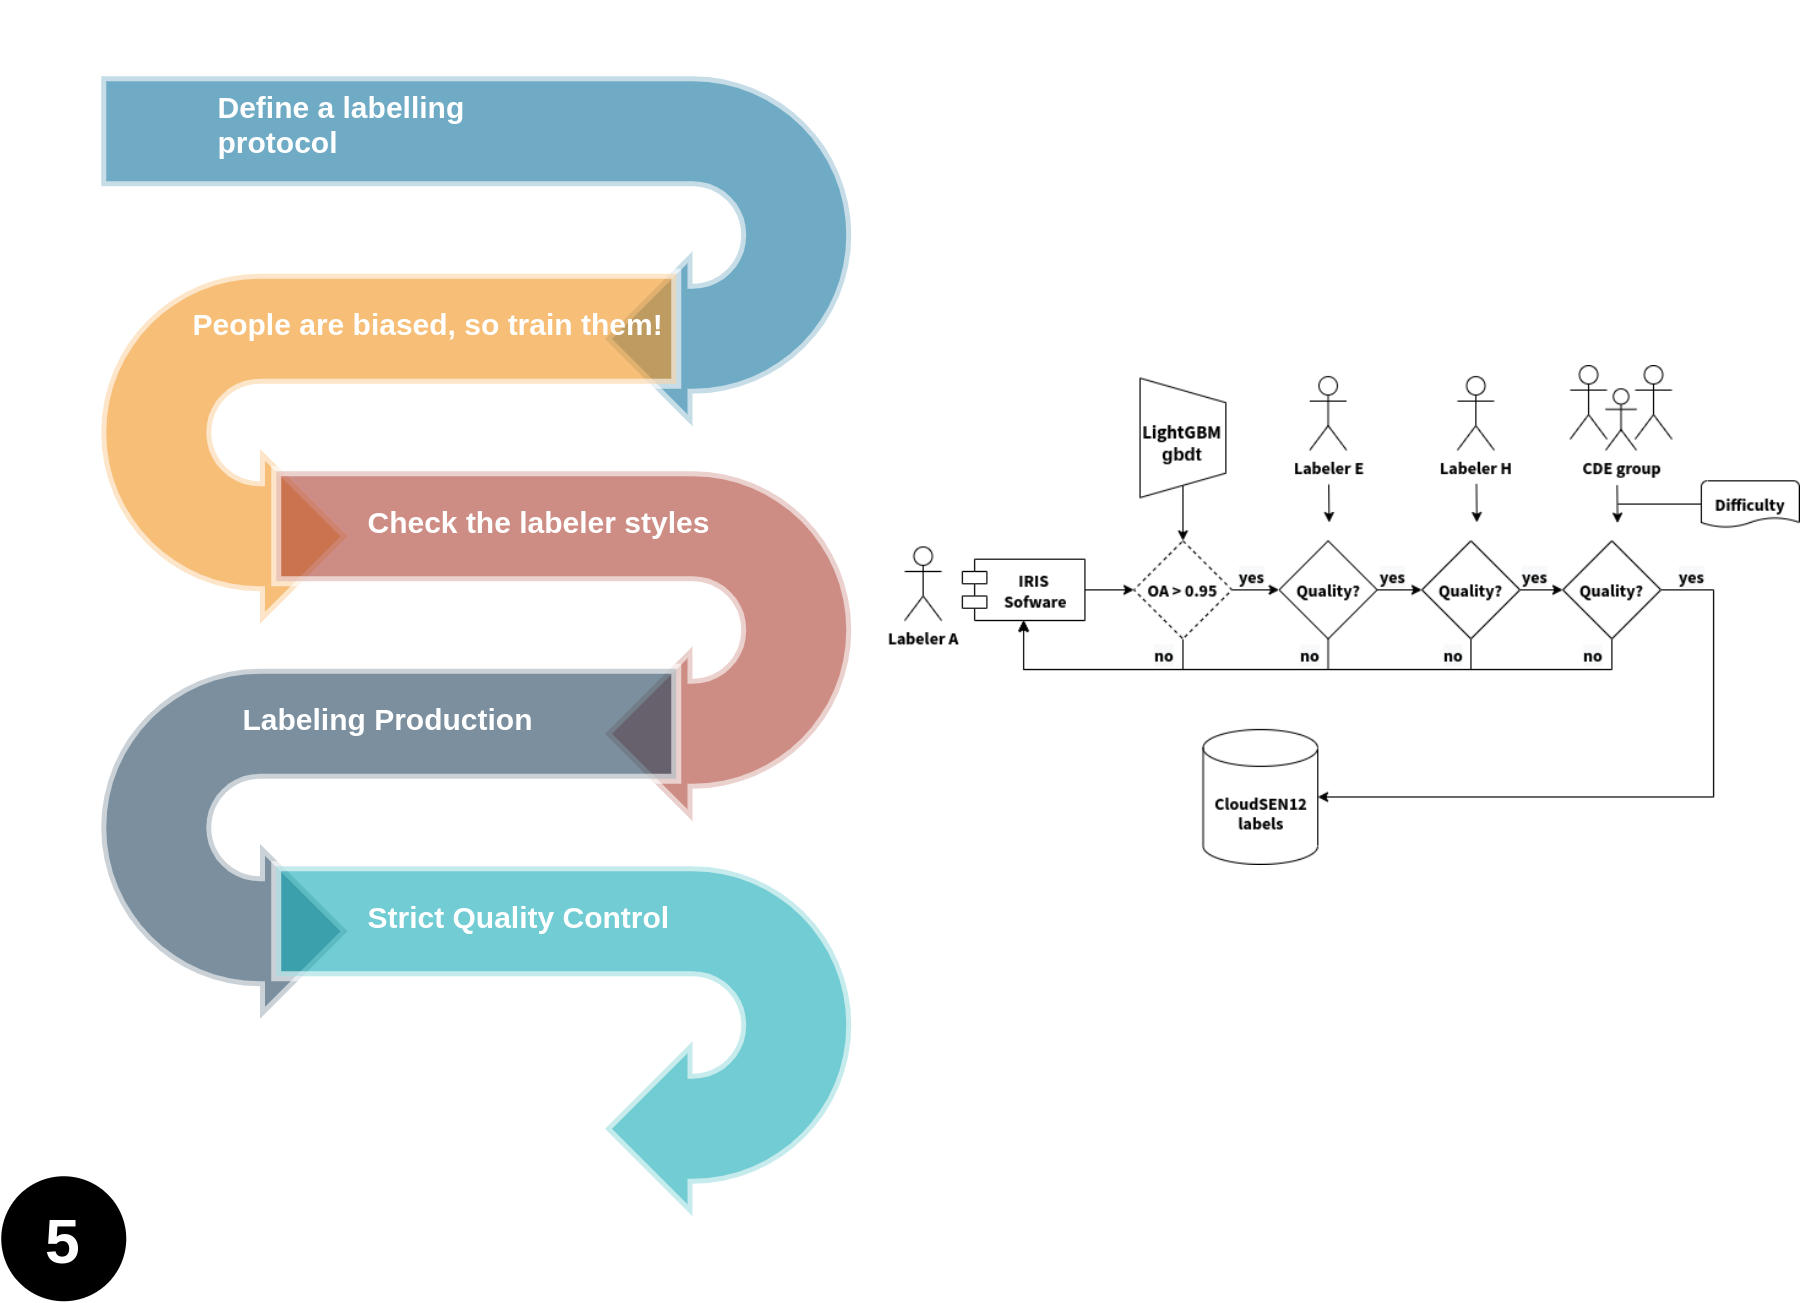 Define a labelling
protocol
People are biased, so train them!
Check the labeler styles
Labeling Production
Strict Quality Control
5
LightGBM
gbdt
Labeler E
Labeler H
CDE group
Difficulty
Labeler A
IRIS
Sofware
OA > 0.95
yes
Quality?
yes
Quality?
yes
Quality?
yes
no
no
no
no
CloudSEN12
labels